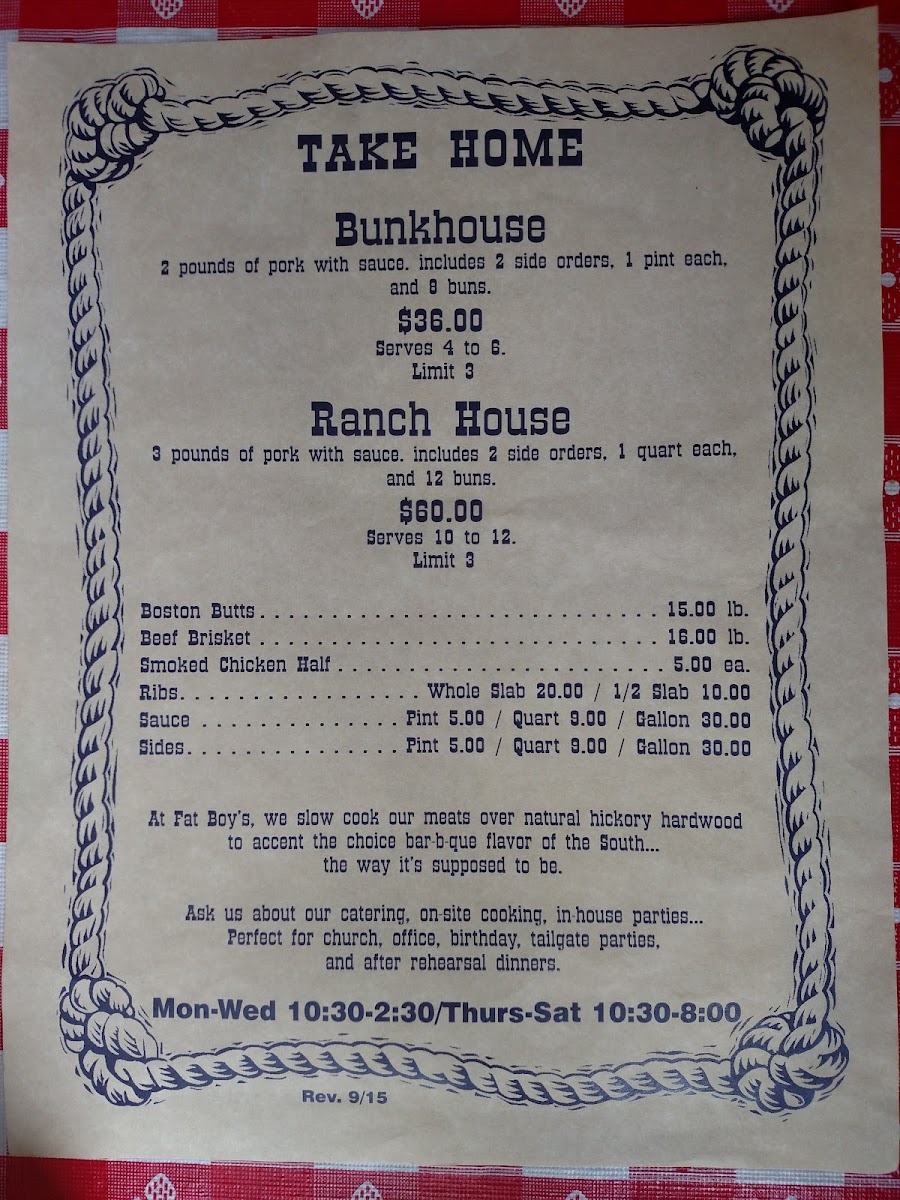 TAKE HOME
Bunkhouse
2 pounds of pork with sauce. includes 2 side orders, 1 pint each,
and 8 buns.
$36.00
Serves 4 to 6.
Limit 3
Ranch House
3 pounds of pork with sauce. includes 2 side orders, 1 quart each,
and 12 buns.
$60.00
Serves 10 to 12.
Limit 3
Boston Butts . . . . . . . . . . . . . . . . . . . . . . . . . . . . . . 15.00 lb.
Beef Brisket . . . . . . . . . . . . . . . . . . . . . . . . . . . . . . 16.00 lb.
Smoked Chicken Half . . . . . . . . . . . . . . . . . . . . . . . . 5.00 ea.
Ribs. . . . . . . . . . . . . . . . . . Whole Slab 20.00 / 1/2 Slab 10.00
Sauce . . . . . . . . . . . . . . . Pint 5.00 / Quart 9.00 / Gallon 30.00
Sides. . . . . . . . . . . . . . . . Pint 5.00 / Quart 9.00 / Gallon 30.00
At Fat Boy's, we slow cook our meats over natural hickory hardwood
to accent the choice bar-b-que flavor of the South...
the way it's supposed to be.
Ask us about our catering, on-site cooking, in-house parties...
Perfect for church, office, birthday, tailgate parties,
and after rehearsal dinners.
Mon-Wed 10:30-2:30/Thurs-Sat 10:30-8:00
Rev. 9/15